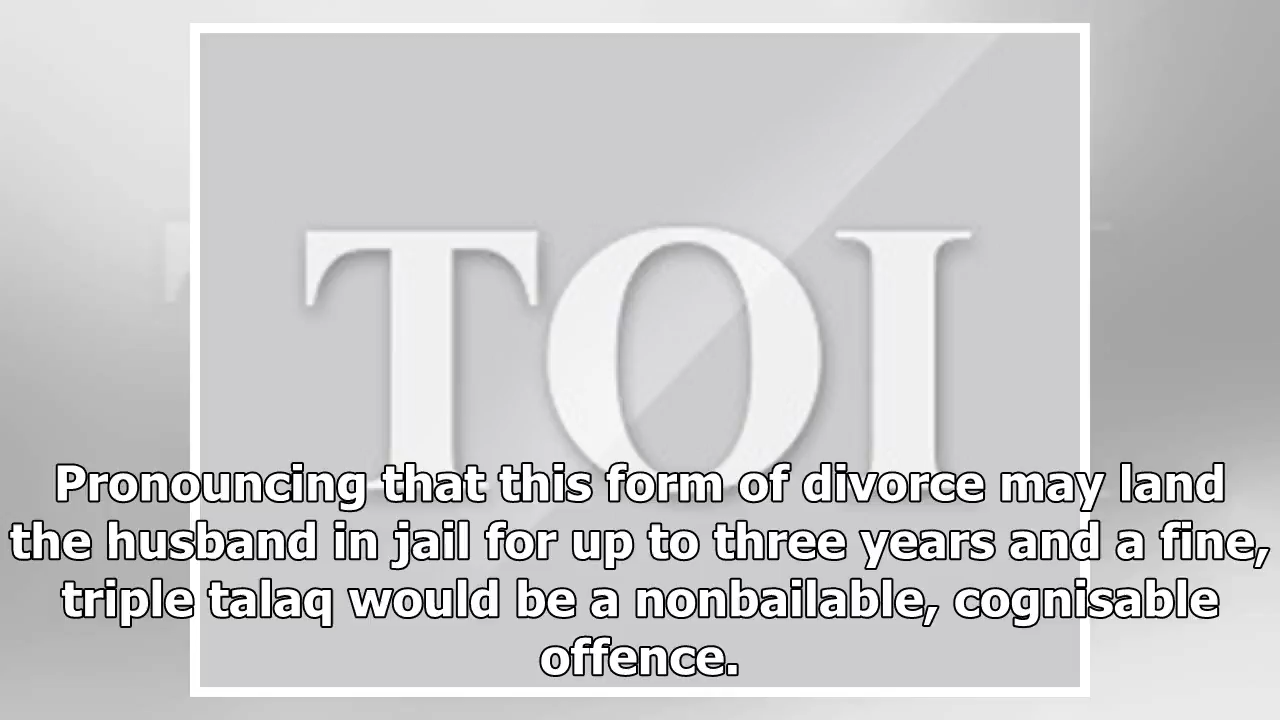 TOI
Pronouncing that this form of divorce may land
the husband in jail for up to three years and a fine,
triple talaq would be a nonbailable, cognisable
offence.